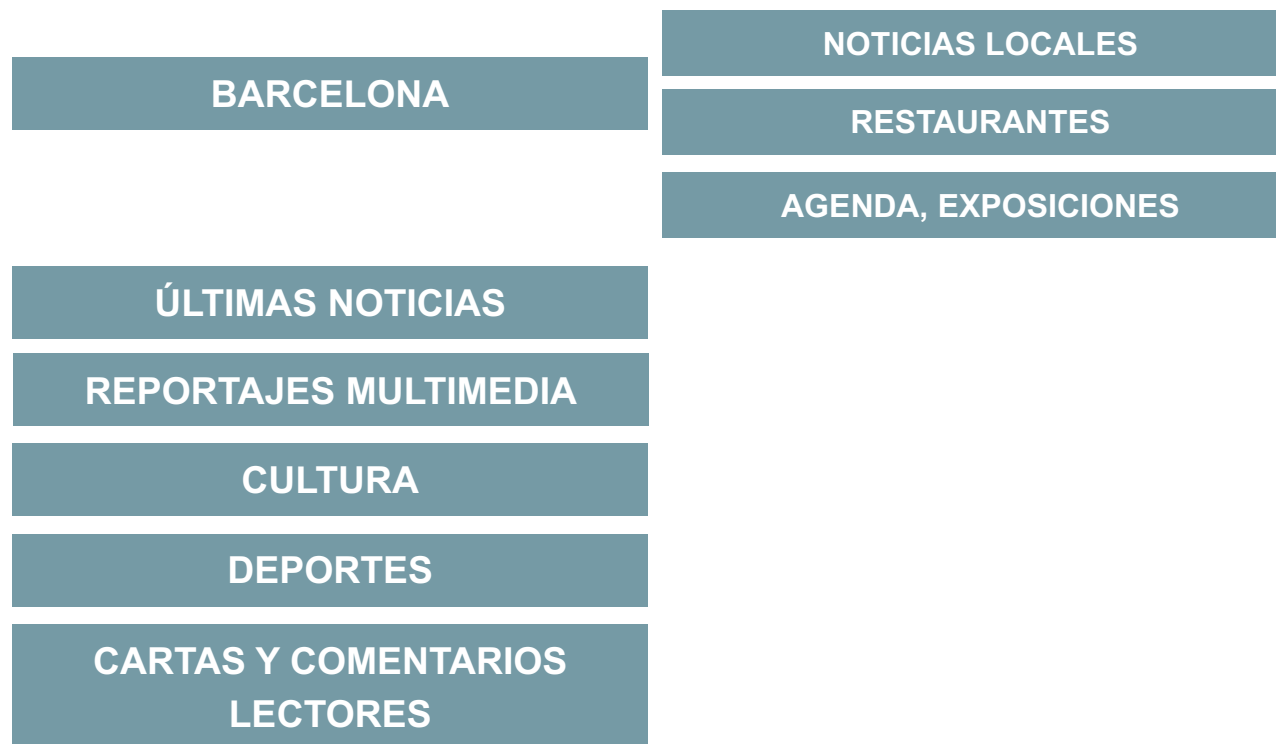 BARCELONA
NOTICIAS LOCALES
RESTAURANTES
AGENDA, EXPOSICIONES
ÚLTIMAS NOTICIAS
REPORTAJES MULTIMEDIA
CULTURA
DEPORTES
CARTAS Y COMENTARIOS
LECTORES